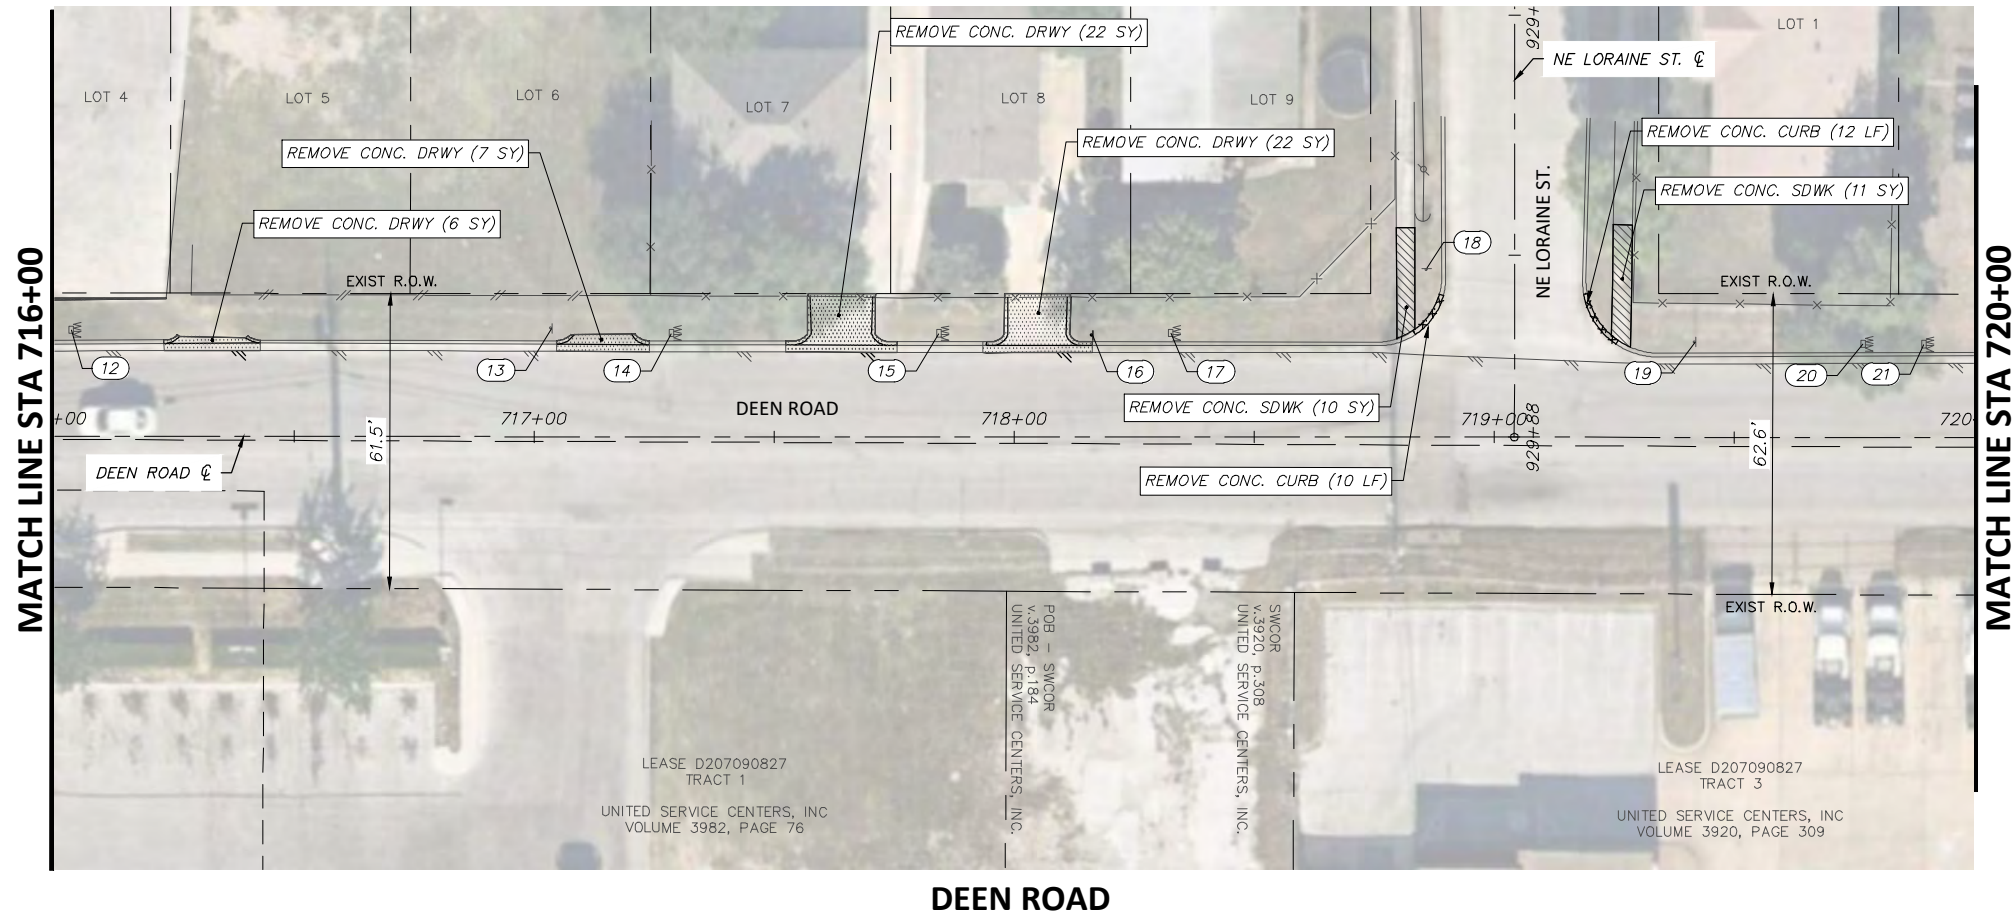 MATCH LINE STA 716+00
REMOVE CONC. DRWY (22 SY)
929+
LOT 1
NE LORAINE ST. ℄
LOT 4
LOT 5
LOT 6
LOT 7
LOT 8
LOT 9
REMOVE CONC. DRWY (7 SY)
REMOVE CONC. DRWY (22 SY)
REMOVE CONC. CURB (12 LF)
REMOVE CONC. SDWK (11 SY)
REMOVE CONC. DRWY (6 SY)
NE LORAINE ST.
18
EXIST R.O.W.
EXIST R.O.W.
12
13
14
15
16
17
19
20
21
REMOVE CONC. SDWK (10 SY)
DEEN ROAD
+00
717+00
718+00
719+00
720+
61.5'
929+88
62.6'
DEEN ROAD ℄
REMOVE CONC. CURB (10 LF)
EXIST R.O.W.
POB - SWCOR
v.3982, p.184
UNITED SERVICE CENTERS, INC.
SWCOR
v.3920, p.308
UNITED SERVICE CENTERS, INC.
LEASE D207090827
TRACT 1
UNITED SERVICE CENTERS, INC
VOLUME 3982, PAGE 76
LEASE D207090827
TRACT 3
UNITED SERVICE CENTERS, INC
VOLUME 3920, PAGE 309
MATCH LINE STA 720+00
DEEN ROAD